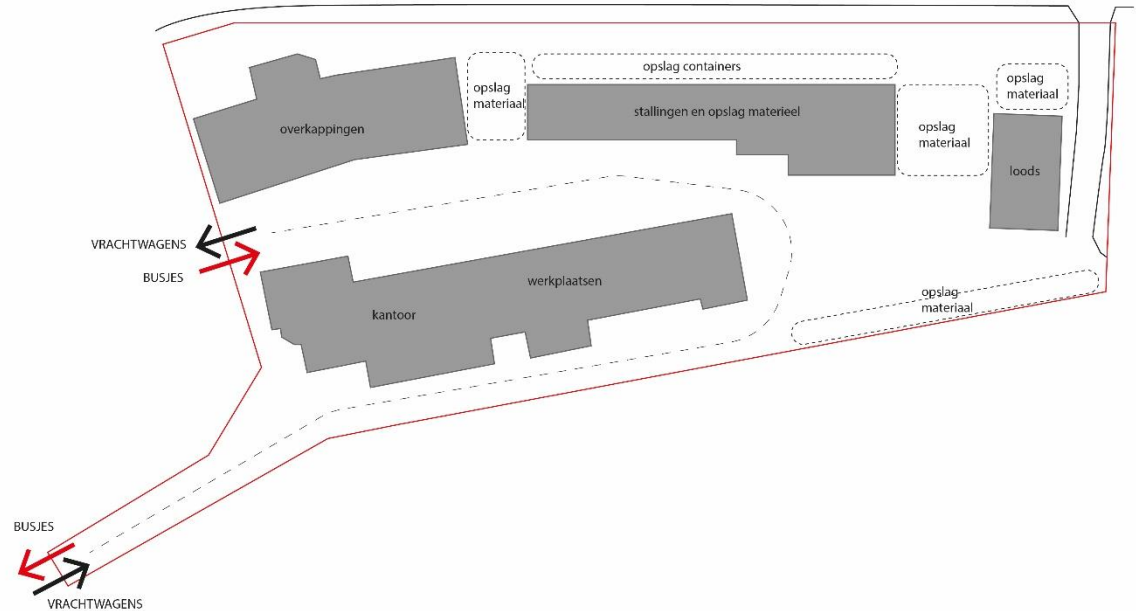 opslag containers
opslag
materiaal
opslag
materiaal
stallingen en opslag materieel
overkappingen
opslag
materiaal
loods
VRACHTWAGENS
BUSJES
werkplaatsen
kantoor
opslag
materiaal
BUSJES
VRACHTWAGENS